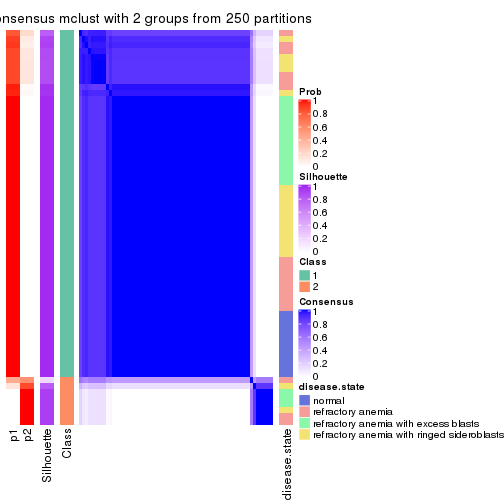 onsensus mclust with 2 groups from 250 partitions
Prob
1
0.8
0.6
0.4
0.2
0
Silhouette
1
0.8
0.6
0.4
0.2
0
Class
1
2
Consensus
1
0.8
0.6
0.4
0.2
0
disease.state
normal
refractory anemia
refractory anemia with excess blasts
refractory anemia with ringed sideroblasts
p1
p2
Silhouette
Class
disease.state